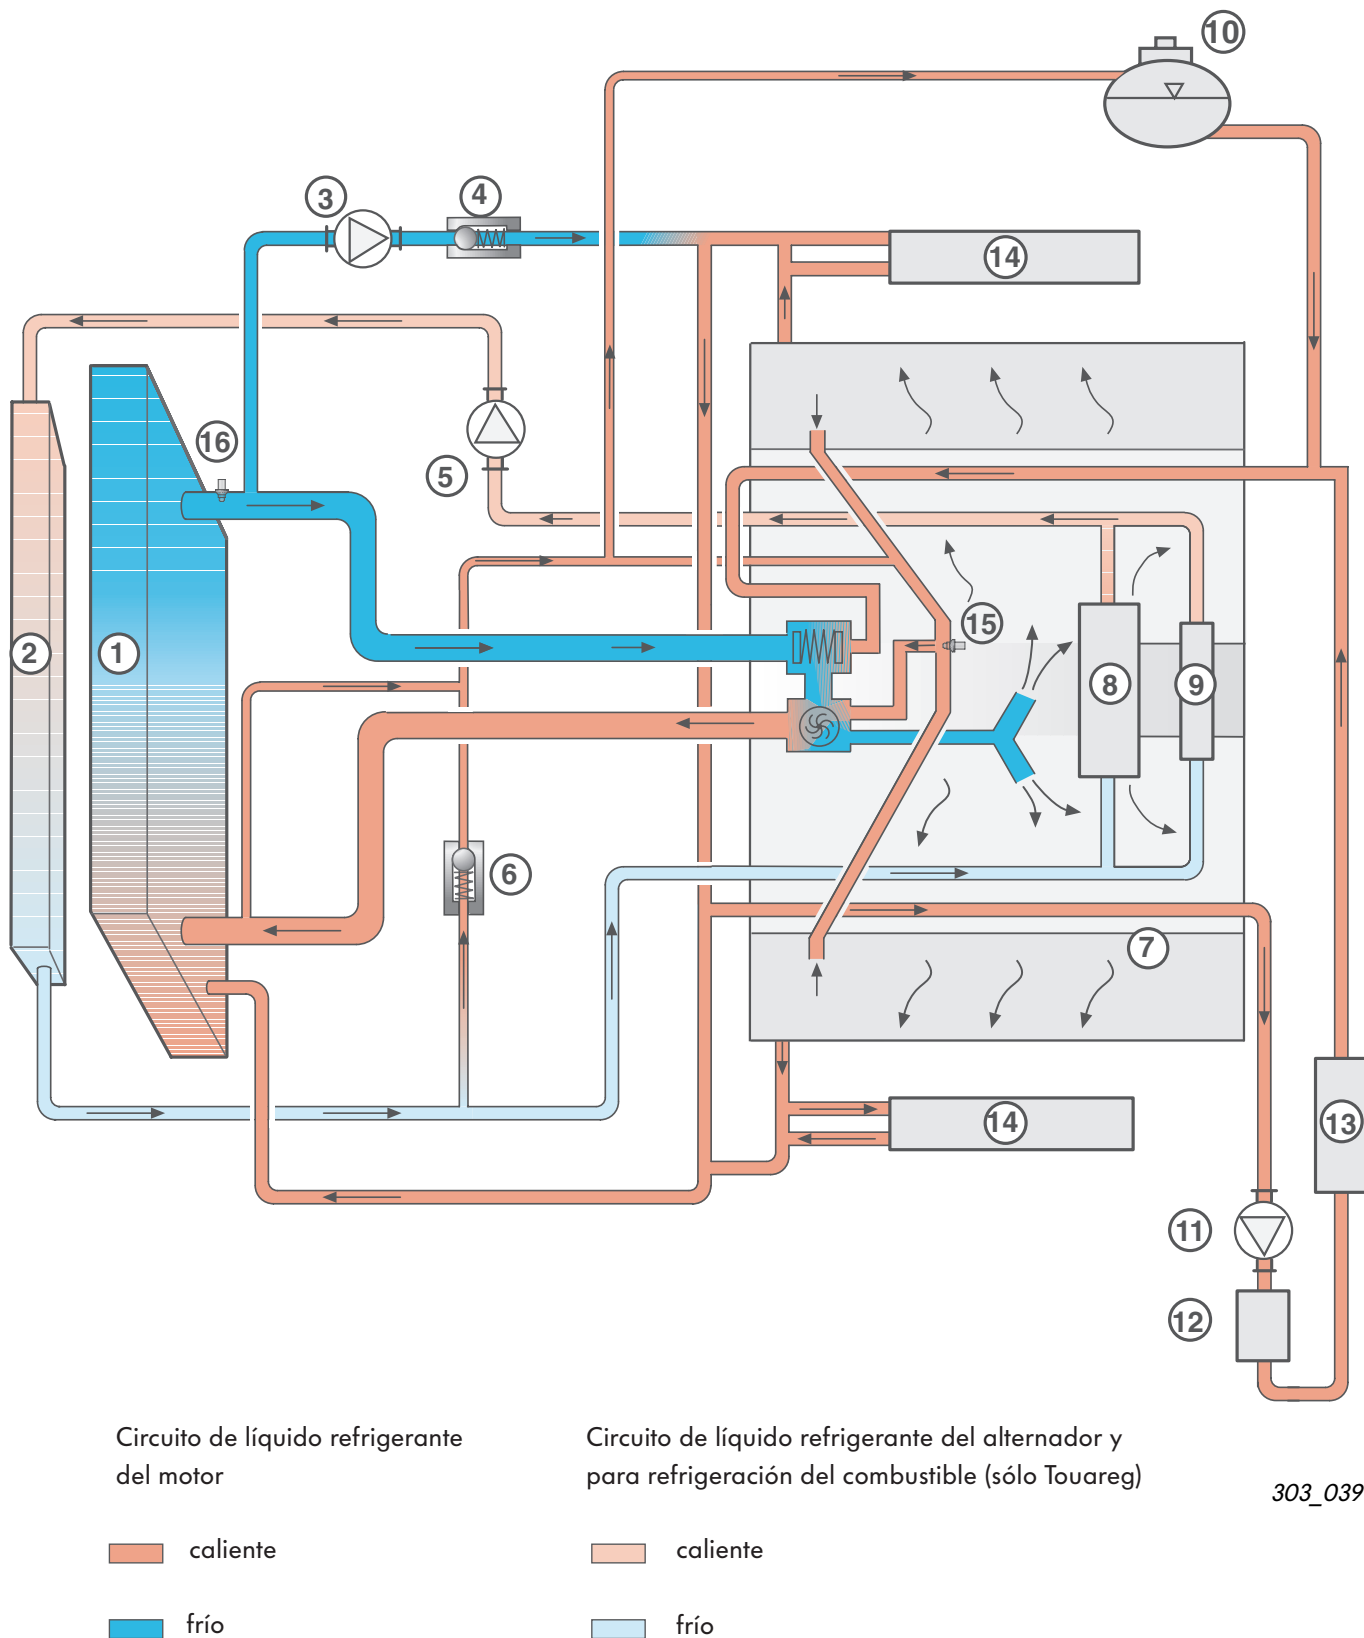 10
3
4
14
16
5
15
2
1
8
9
6
7
14
13
11
12
Circuito de líquido refrigerante
del motor
Circuito de líquido refrigerante del alternador y
para refrigeración del combustible (sólo Touareg)
303_039
caliente
caliente
frío
frío